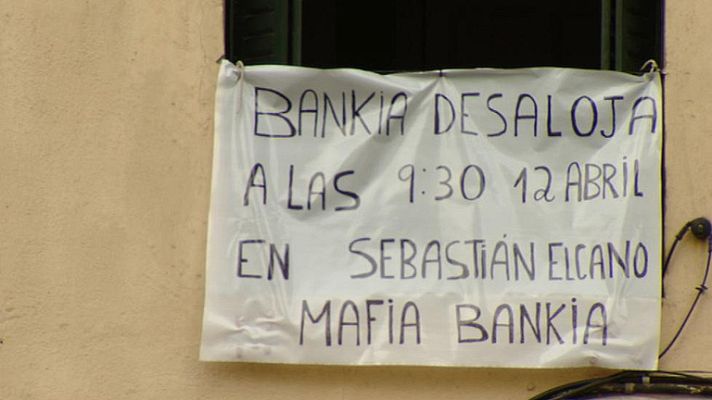 BANKIA DESALOJA
A LAS 9:30 12 ABRIL
EN SEBASTIÁN ELCANO
MAFIA BANKIA